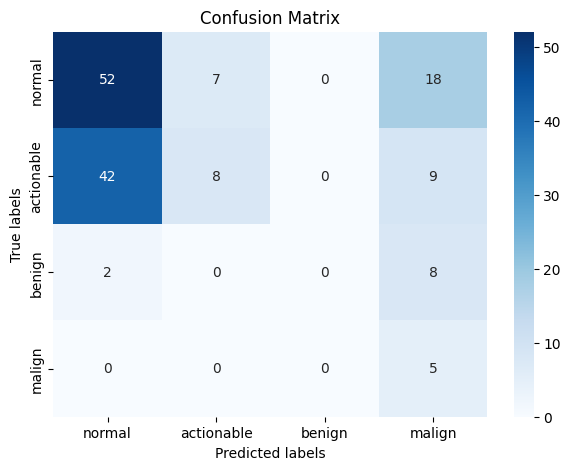 Confusion Matrix
normal
52 7 0 18
50
actionable
42 8 0 9
40
30
benign
2 0 0 8
20
malign
0 0 0 5
10
0
True labels
normal actionable benign malign
Predicted labels